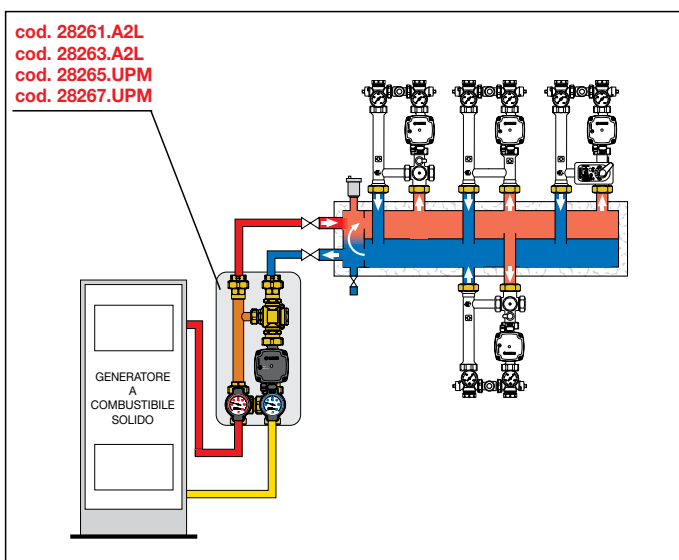 cod. 28261.A2L
cod. 28263.A2L
cod. 28265.UPM
cod. 28267.UPM
GENERATORE
A
COMBUSTIBILE
SOLIDO